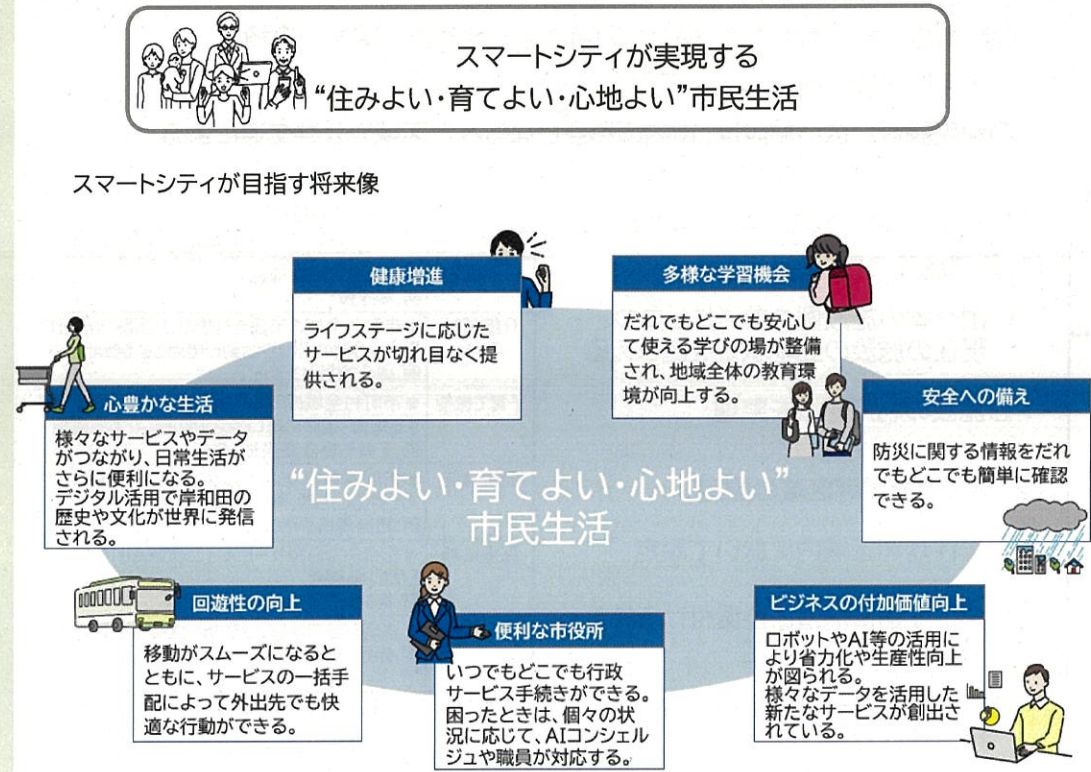 スマートシティが実現する
“住みよい・育てよい・心地よい”市民生活
スマートシティが目指す将来像
健康増進
ライフステージに応じた
サービスが切れ目なく提
供される。
多様な学習機会
だれでもどこでも安心し
て使える学びの場が整備
され、地域全体の教育環
境が向上する。
心豊かな生活
様々なサービスやデータ
がつながり、日常生活が
さらに便利になる。
デジタル活用で岸和田の
歴史や文化が世界に発信
される。
安全への備え
防災に関する情報をだれ
でもどこでも簡単に確認
できる。
“住みよい・育てよい・心地よい”
市民生活
回遊性の向上
移動がスムーズになると
ともに、サービスの一括手
配によって外出先でも快
適な行動ができる。
便利な市役所
いつでもどこでも行政
サービス手続きができる。
困ったときは、個々の状
況に応じて、AIコンシェル
ジュや職員が対応する。
ビジネスの付加価値向上
ロボットやAI等の活用に
より省力化や生産性向上
が図られる。
様々なデータを活用した
新たなサービスが創出さ
れている。